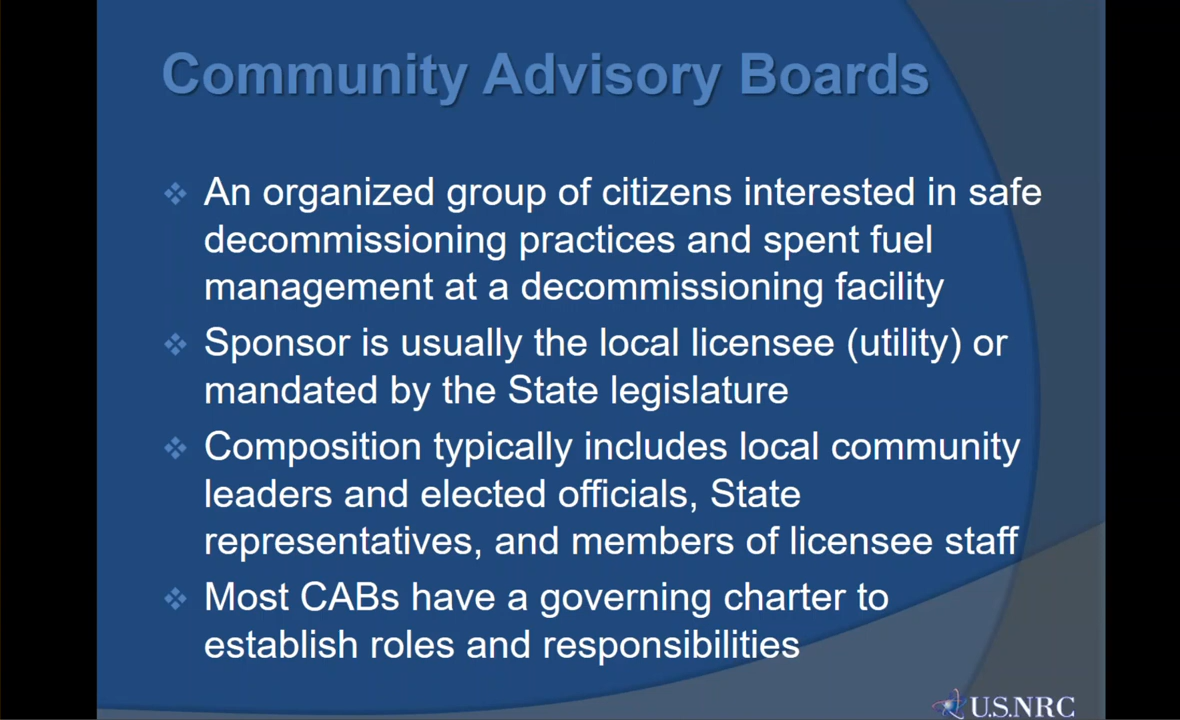 Community Advisory Boards
An organized group of citizens interested in safe
decommissioning practices and spent fuel
management at a decommissioning facility
Sponsor is usually the local licensee (utility) or
mandated by the State legislature
Composition typically includes local community
leaders and elected officials, State
representatives, and members of licensee staff
Most CABs have a governing charter to
establish roles and responsibilities
U.S.NRC